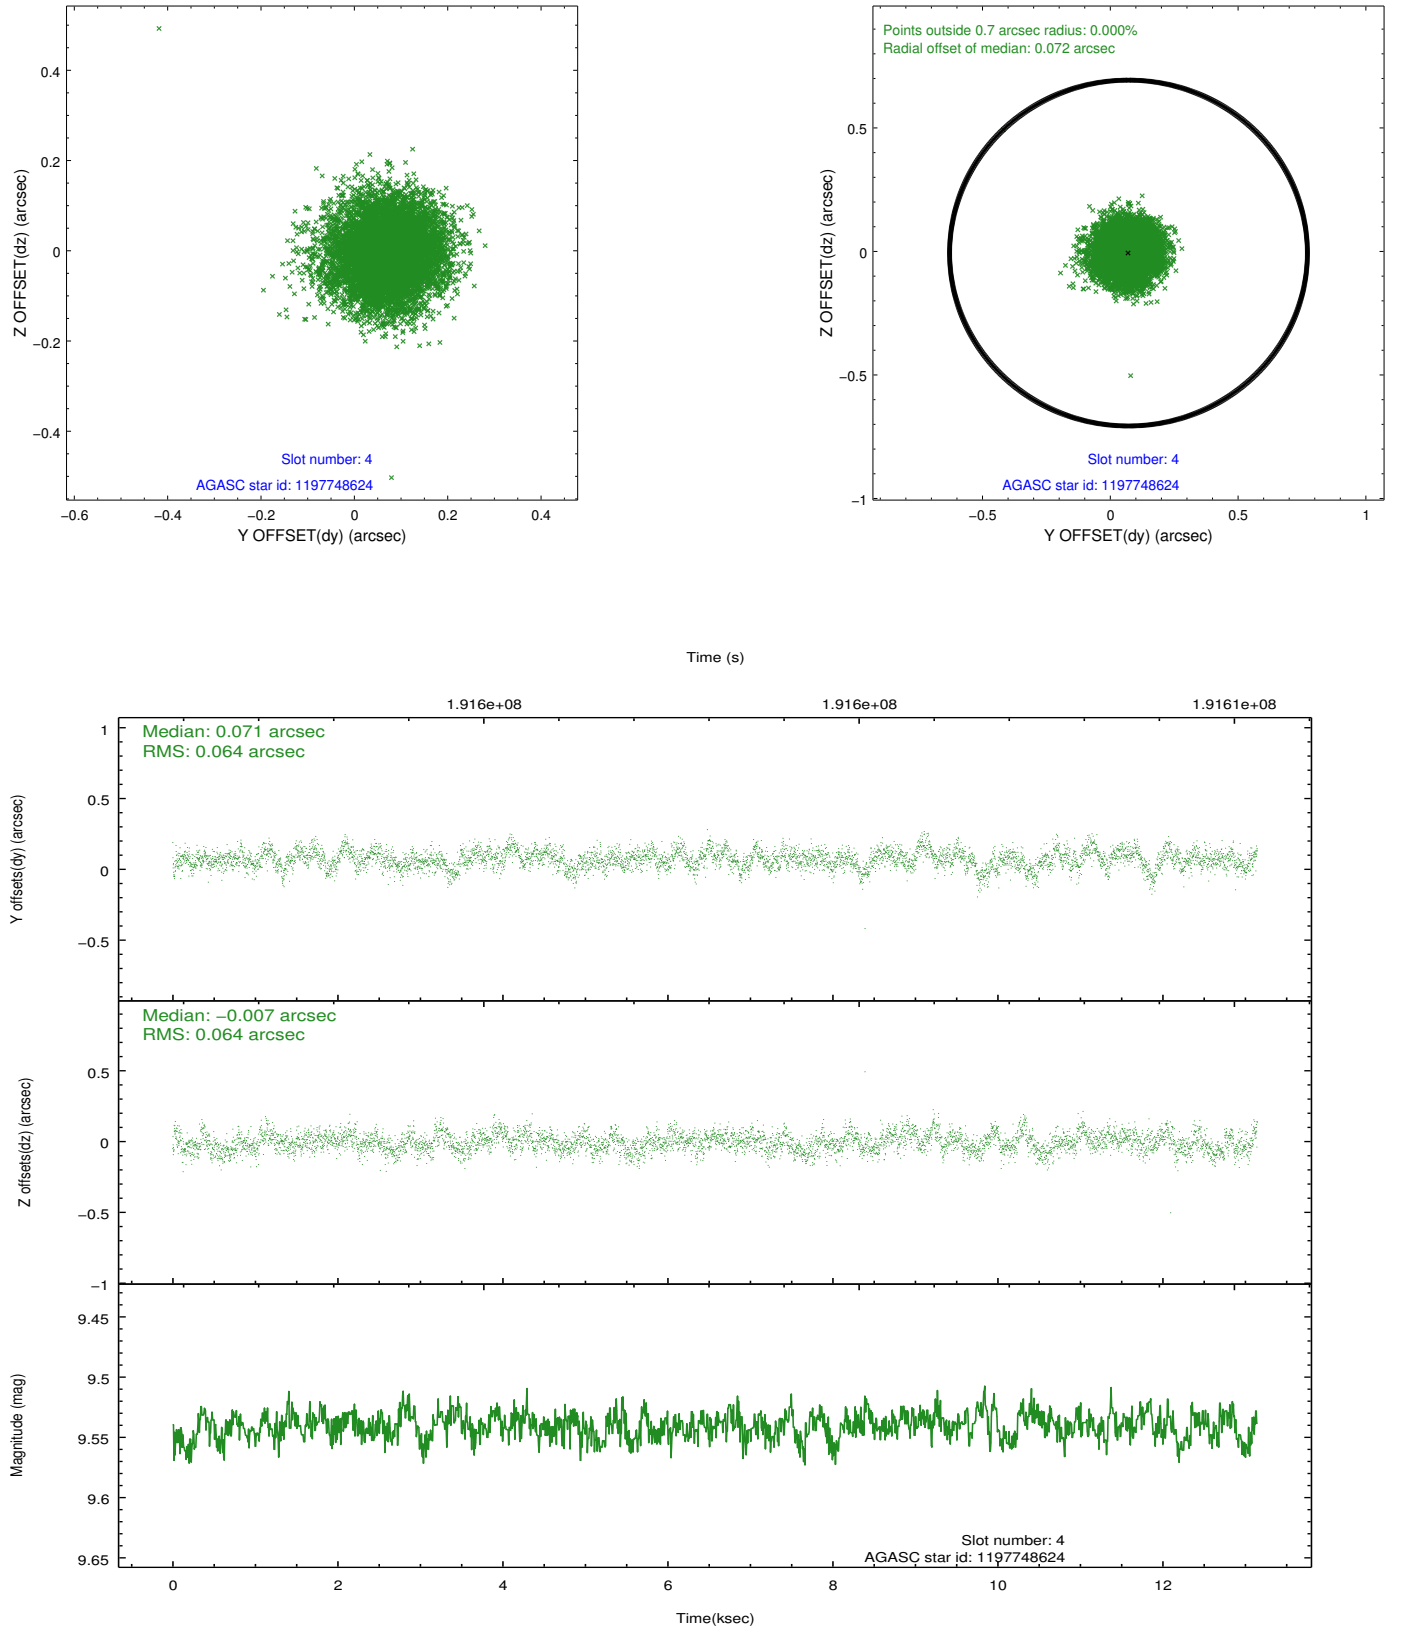 0.4
0.2
0
−0.2
−0.4
Z OFFSET(dz) (arcsec)
Slot number: 4
AGASC star id: 1197748624
−0.6 −0.4 −0.2 0 0.2 0.4
Y OFFSET(dy) (arcsec)
Points outside 0.7 arcsec radius: 0.000%
Radial offset of median: 0.072 arcsec
0.5
0
−0.5
−1
Z OFFSET(dz) (arcsec)
Slot number: 4
AGASC star id: 1197748624
−0.5 0 0.5 1
Y OFFSET(dy) (arcsec)
Time (s)
1.916e+08 1.916e+08 1.9161e+08
Median: 0.071 arcsec
RMS: 0.064 arcsec
1
0.5
0
−0.5
Y offsets(dy) (arcsec)
Median: −0.007 arcsec
RMS: 0.064 arcsec
0.5
0
−0.5
−1
Z offsets(dz) (arcsec)
9.45
9.5
9.55
9.6
9.65
Magnitude (mag)
Slot number: 4
AGASC star id: 1197748624
0 2 4 6 8 10 12
Time(ksec)